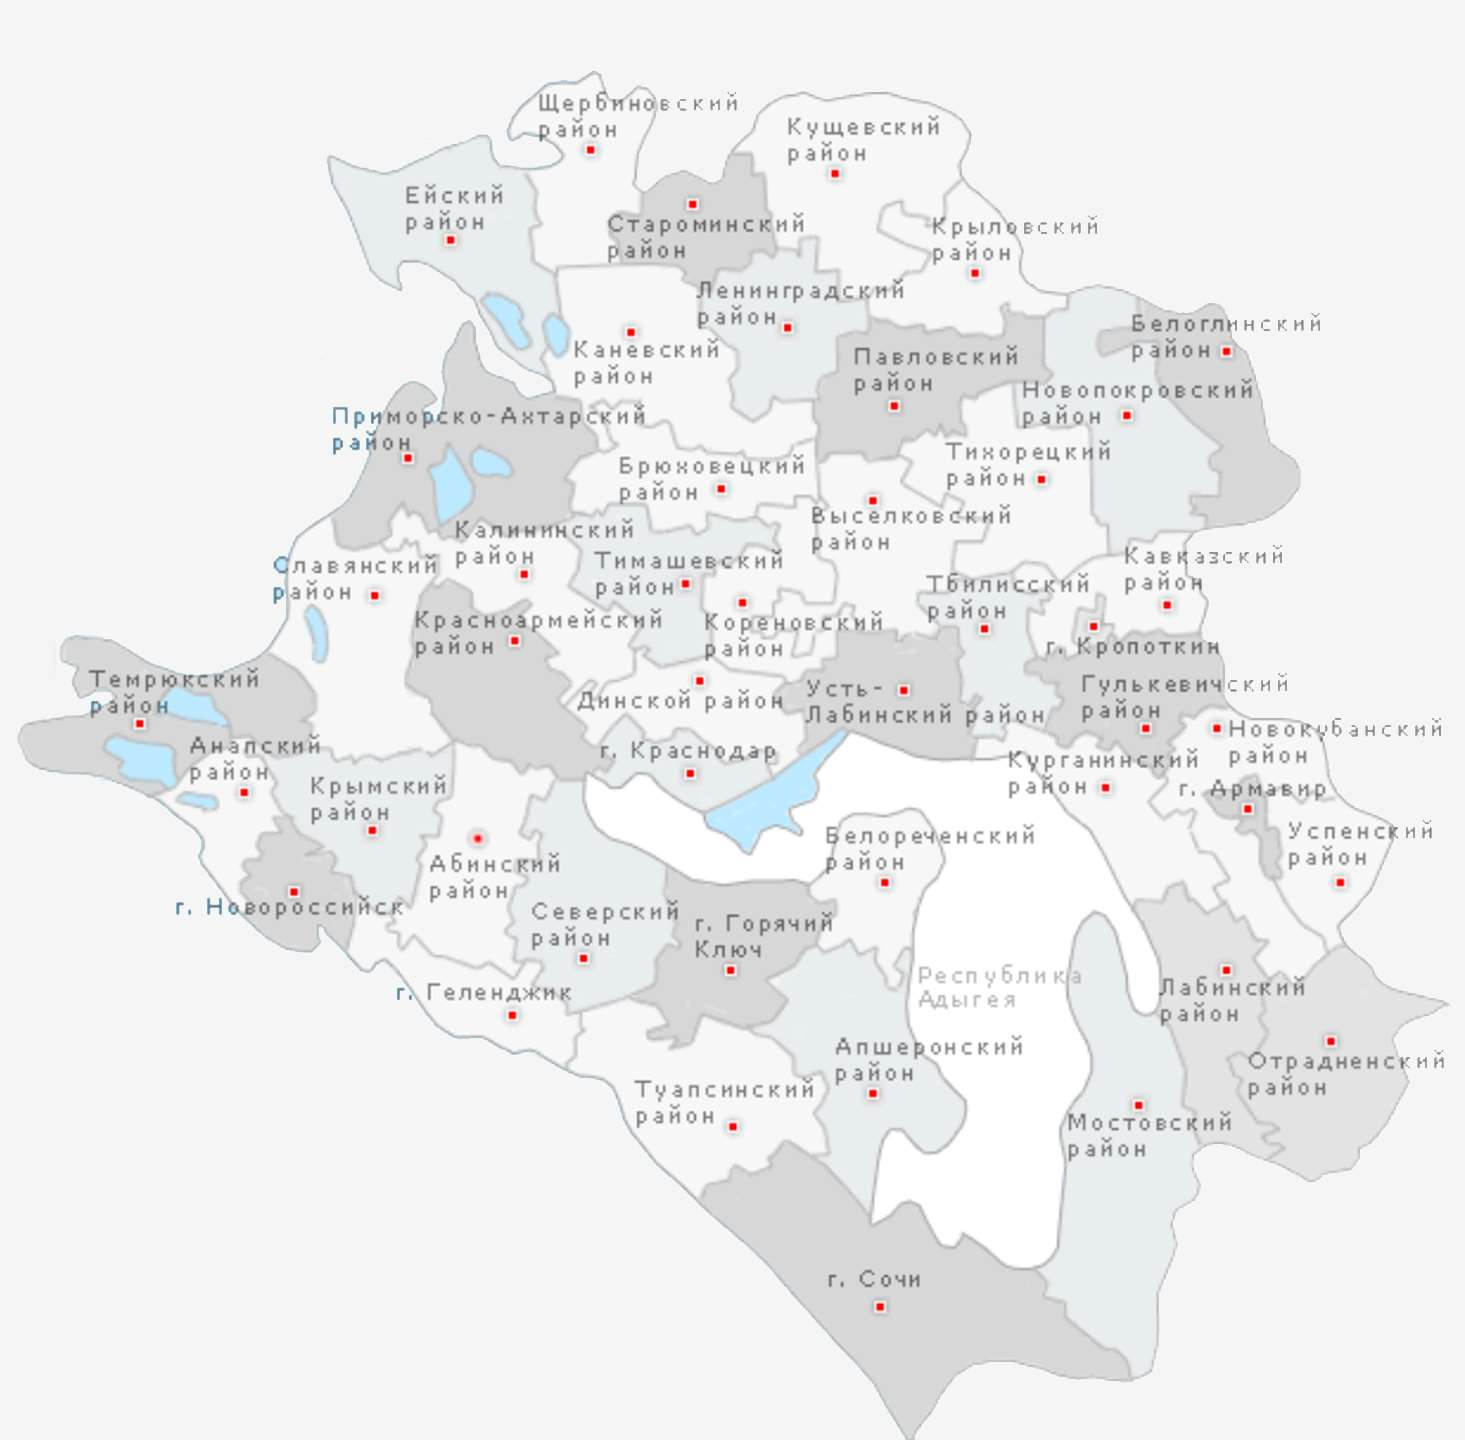 Щербиновский
район
Кущевский
район
Ейский
район
Староминский
район
Крыловский
район
Ленинградский
район
Белоглинский
район
Каневский
район
Павловский
район
Новопокровский
район
Приморско-Ахтарский
район
Тихорецкий
район
Брюховецкий
район
Выселковский
район
Калининский
район
Славянский
район
Тимашевский
район
Кавказский
район
Тбилисский
район
Красноармейский
район
Кореновский
район
г. Кропоткин
Темрюкский
район
Динской район
Усть-
Лабинский район
Гулькевичский
район
Новокубанский
район
Анапский
район
г. Краснодар
Курганинский
район
г. Армавир
Крымский
район
Успенский
район
Белореченский
район
Абинский
район
г. Новороссийск
Северский
район
г. Горячий
Ключ
Республика
Адыгея
г. Геленджик
Лабинский
район
Апшеронский
район
Отрадненский
район
Туапсинский
район
Мостовский
район
г. Сочи